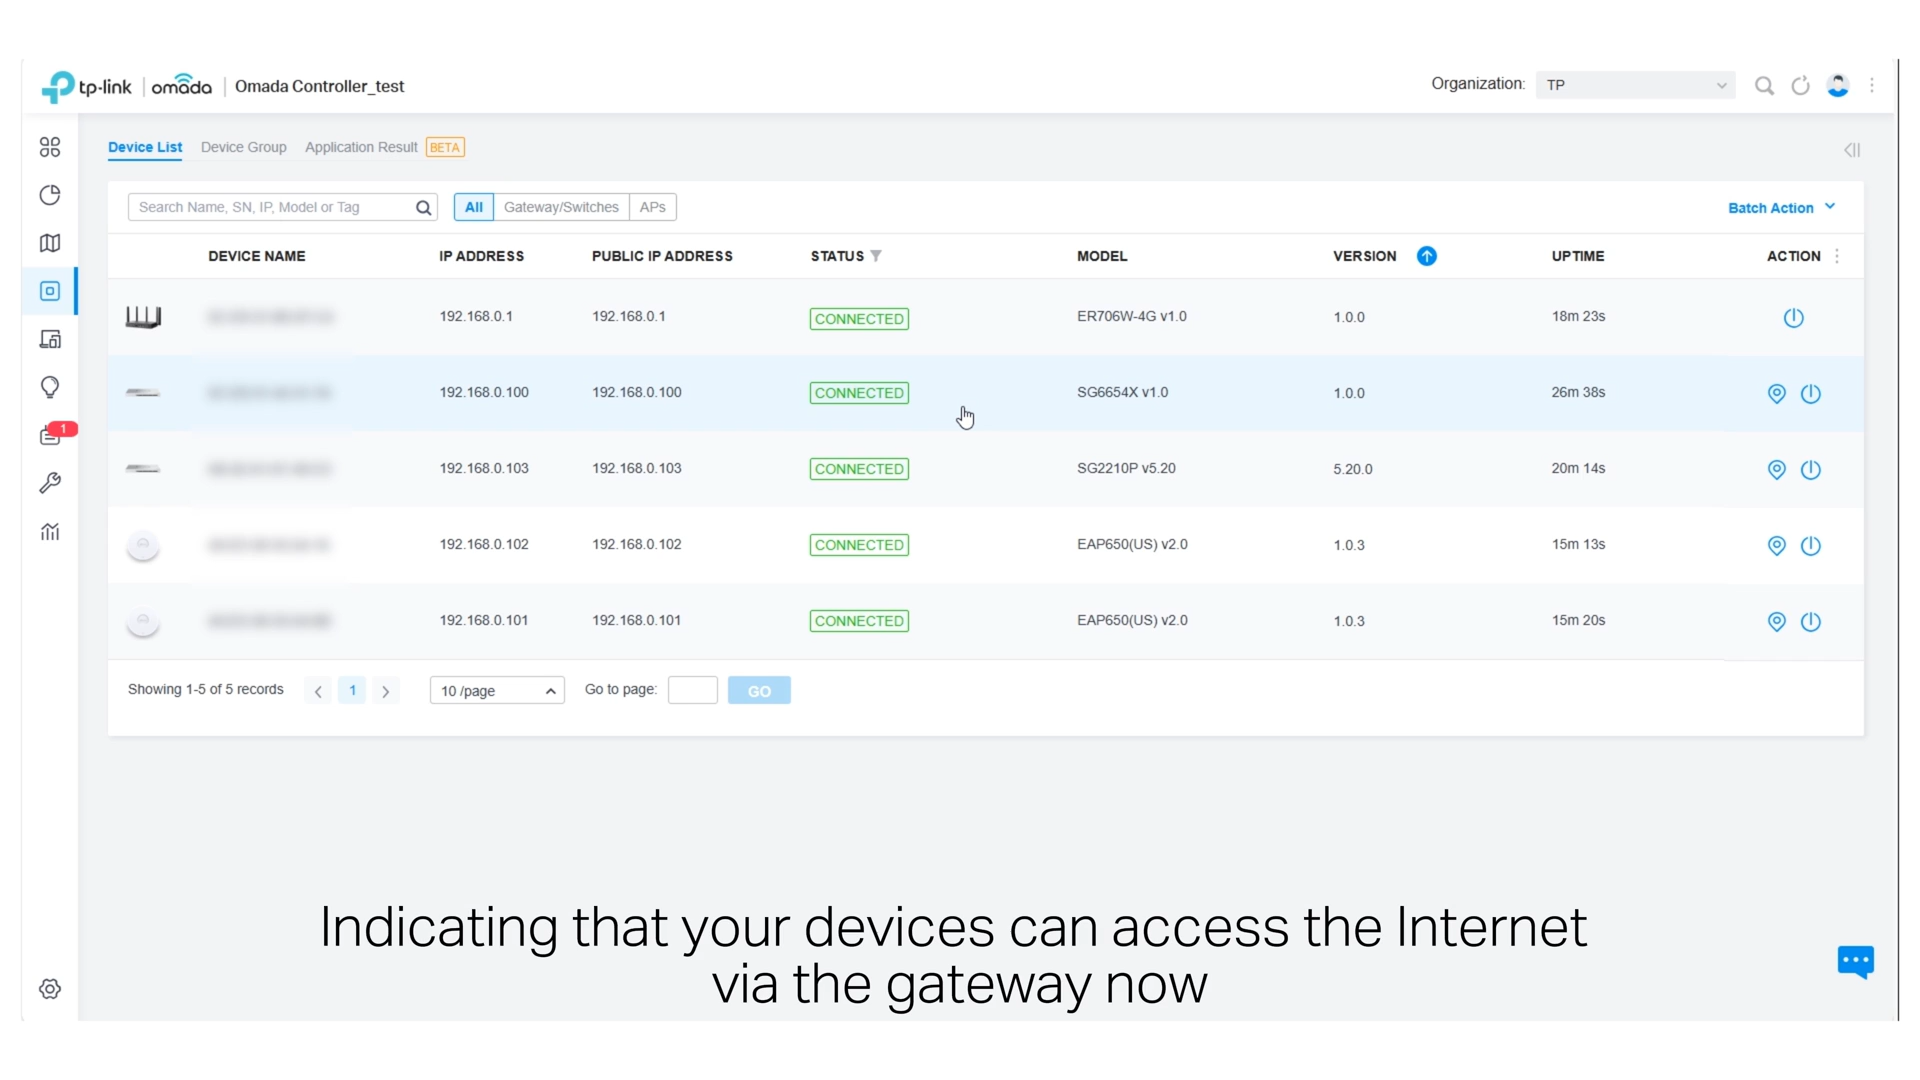 tp-link | omada | Omada Controller_test
Organization: TP
Device List Device Group Application Result BETA
Search Name, SN, IP, Model or Tag All Gateway/Switches APs Batch Action
DEVICE NAME IP ADDRESS PUBLIC IP ADDRESS STATUS MODEL VERSION UPTIME ACTION
192.168.0.1 192.168.0.1 CONNECTED ER706W-4G v1.0 1.0.0 18m 23s
192.168.0.100 192.168.0.100 CONNECTED SG6654X v1.0 1.0.0 26m 38s
1
192.168.0.103 192.168.0.103 CONNECTED SG2210P v5.20 5.20.0 20m 14s
192.168.0.102 192.168.0.102 CONNECTED EAP650(US) v2.0 1.0.3 15m 13s
192.168.0.101 192.168.0.101 CONNECTED EAP650(US) v2.0 1.0.3 15m 20s
Showing 1-5 of 5 records 1 10 /page Go to page: GO
Indicating that your devices can access the Internet
via the gateway now